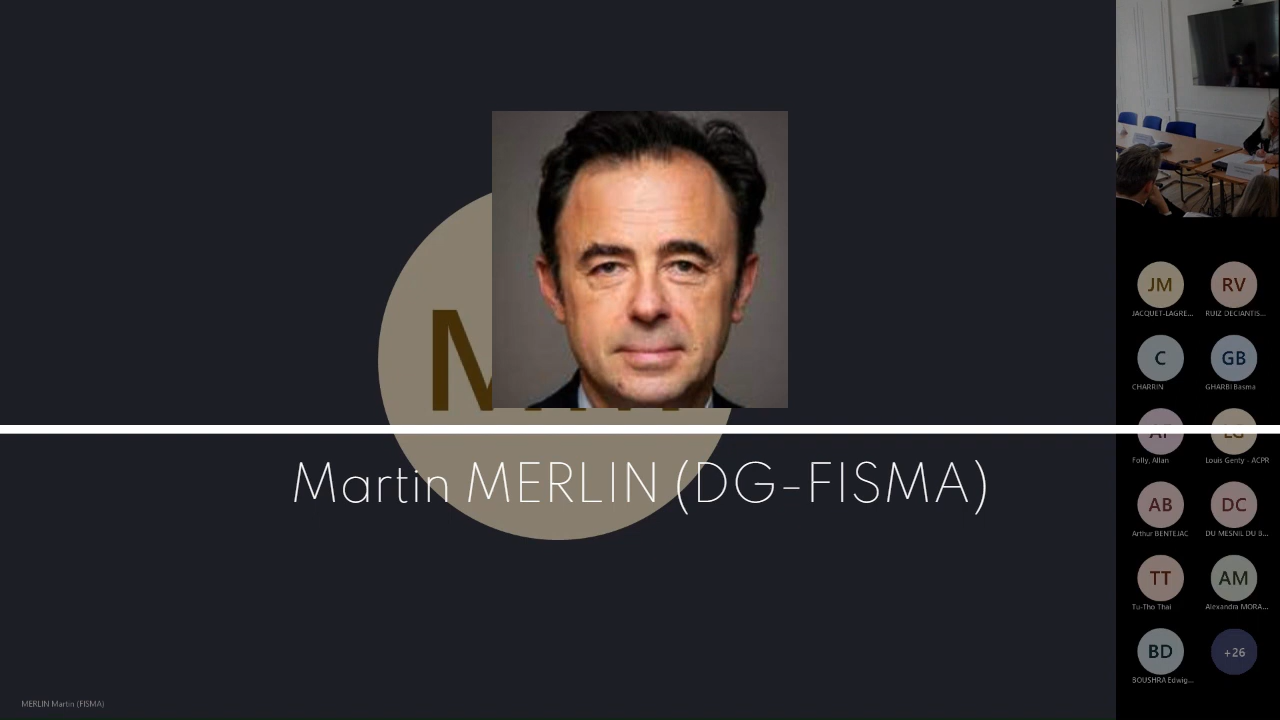 Martin MERLIN (DG-FISMA)
MERLIN Martin (FISMA)
JM
RV
JACQUET-LAGRE...
RUIZ DECIANTIS...
C
GB
CHARRIN
GHARBI Basma
AF
LG
Folly, Allan
Louis Genty - ACPR
AB
DC
Arthur BENTEJAC
DU MESNIL DU B...
TT
AM
Tu-Tho Thai
Alexandra MORA...
BD
+26
BOUSHRA Edwig...